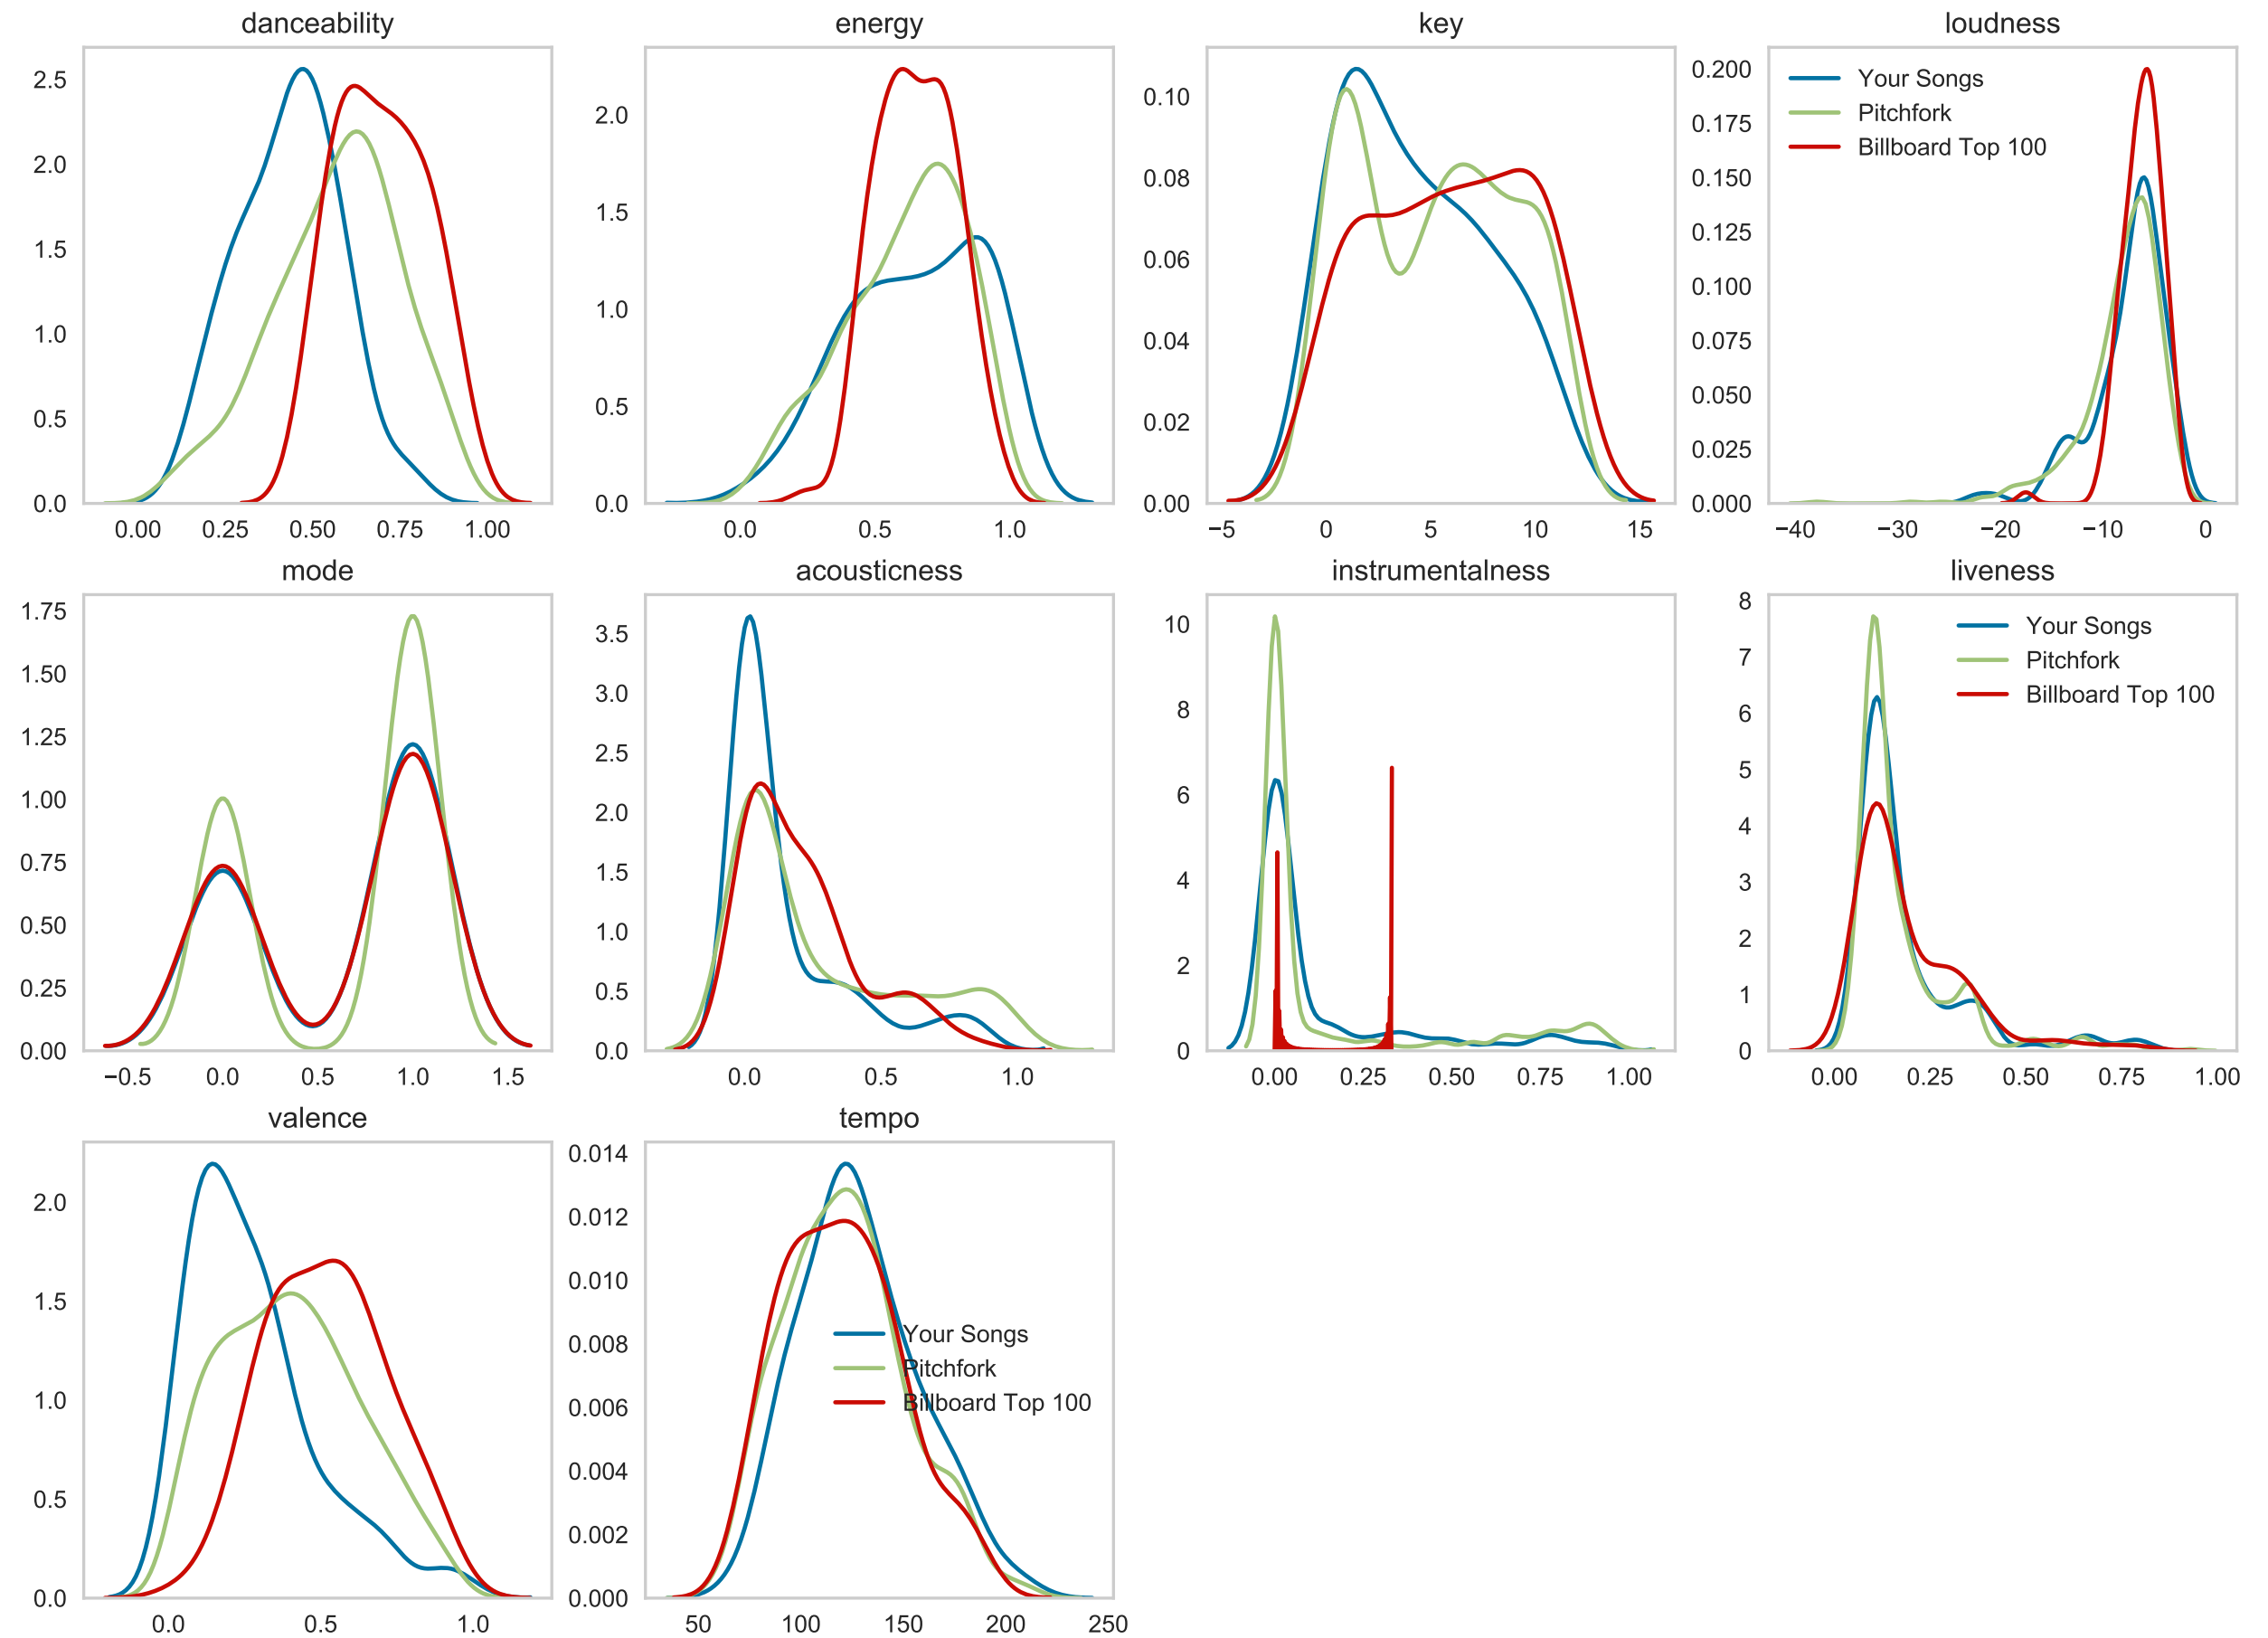 danceability
energy
key
loudness
2.5
2.0
1.5
1.0
0.5
0.0
0.00 0.25 0.50 0.75 1.00
2.0
1.5
1.0
0.5
0.0
0.0 0.5 1.0
0.10
0.08
0.06
0.04
0.02
0.00
−5 0 5 10 15
0.200
0.175
0.150
0.125
0.100
0.075
0.050
0.025
0.000
−40 −30 −20 −10 0
Your Songs
Pitchfork
Billboard Top 100
mode
acousticness
instrumentalness
liveness
1.75
1.50
1.25
1.00
0.75
0.50
0.25
0.00
−0.5 0.0 0.5 1.0 1.5
3.5
3.0
2.5
2.0
1.5
1.0
0.5
0.0
0.0 0.5 1.0
10
8
6
4
2
0
0.00 0.25 0.50 0.75 1.00
8
7
6
5
4
3
2
1
0
0.00 0.25 0.50 0.75 1.00
Your Songs
Pitchfork
Billboard Top 100
valence
tempo
2.0
1.5
1.0
0.5
0.0
0.0 0.5 1.0
0.014
0.012
0.010
0.008
0.006
0.004
0.002
0.000
50 100 150 200 250
Your Songs
Pitchfork
Billboard Top 100